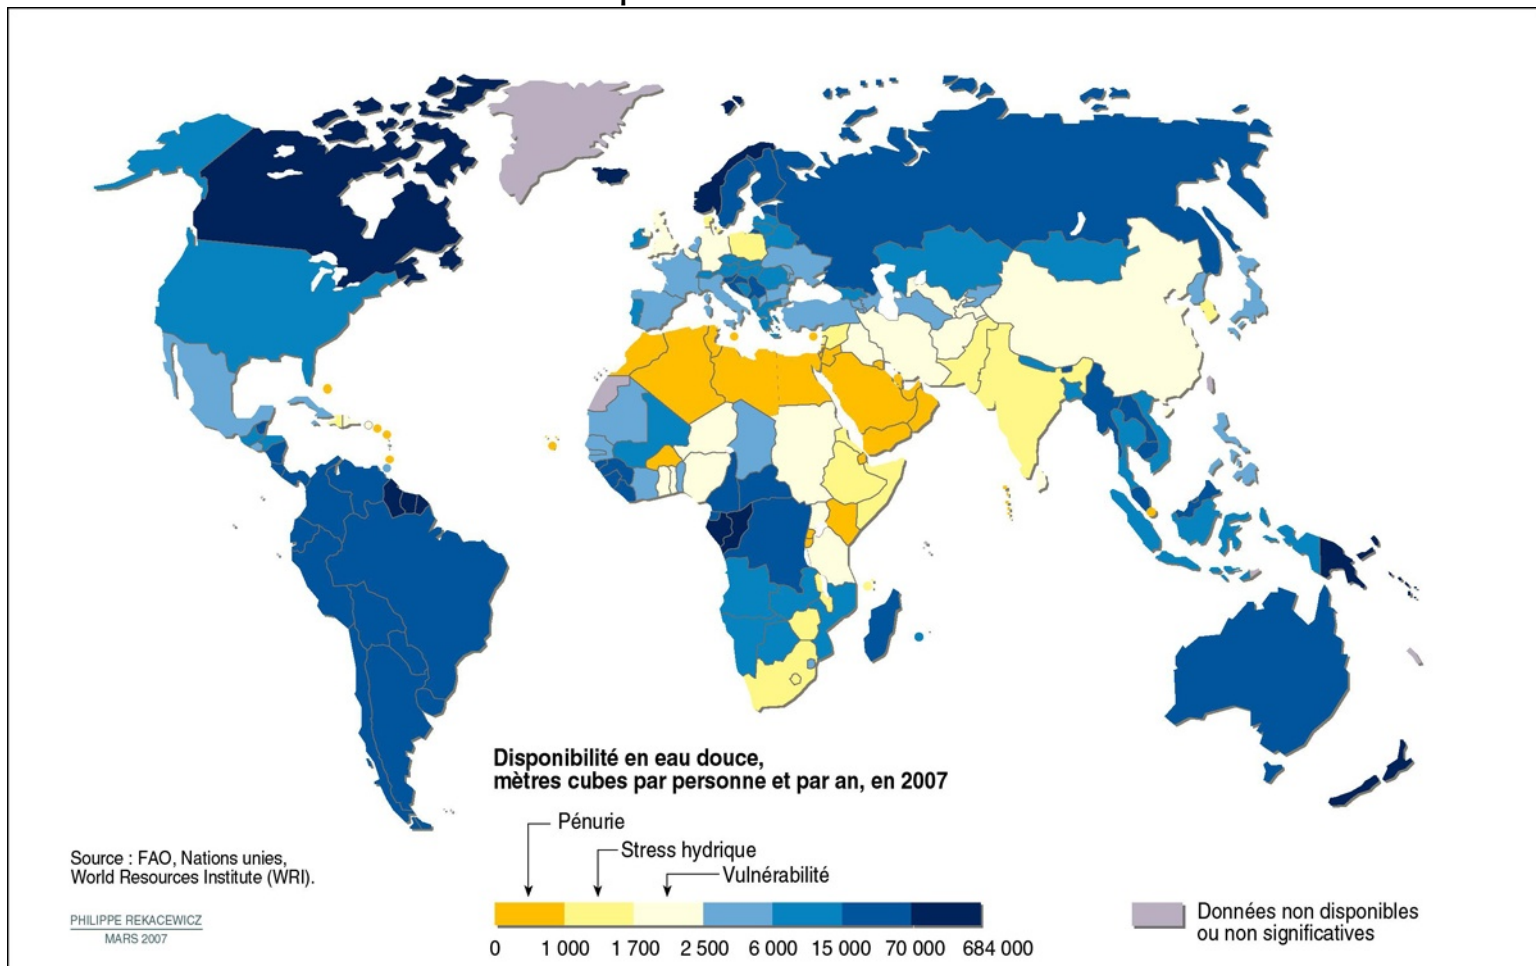 Disponibilité en eau douce,
mètres cubes par personne et par an, en 2007
Pénurie
Stress hydrique
Vulnérabilité
0 1 000 1 700 2 500 6 000 15 000 70 000 684 000
Source : FAO, Nations unies,
World Resources Institute (WRI).
PHILIPPE REKACEWICZ
MARS 2007
Données non disponibles
ou non significatives